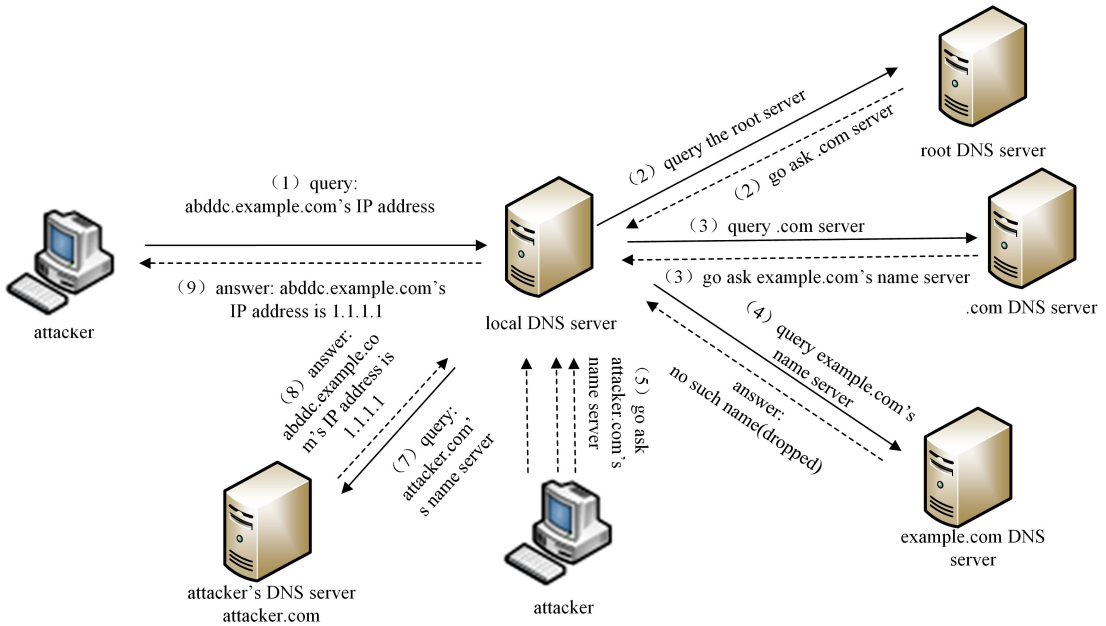 (2) query the root server
(2) go ask .com server
root DNS server
(1) query:
abddc.example.com's IP address
(3) query .com server
(3) go ask example.com's name server
.com DNS server
(9) answer: abddc.example.com's
IP address is 1.1.1.1
attacker
local DNS server
(4) query example.com's
name server
answer:
no such name(dropped)
example.com DNS
server
(8) answer:
abddc.example.co
m's IP address is
1.1.1.1
(7) query:
attacker.com'
s name server
(5) go ask
attacker.com's
name server
attacker's DNS server
attacker.com
attacker